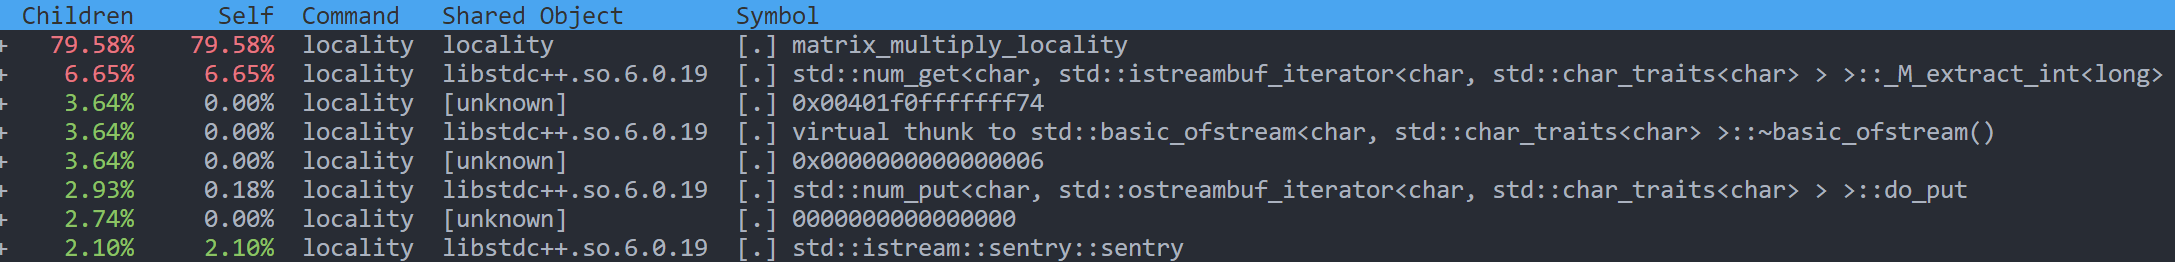 Children Self Command Shared Object Symbol
+ 79.58% 79.58% locality locality [.] matrix_multiply_locality
+ 6.65% 6.65% locality libstdc++.so.6.0.19 [.] std::num_get<char, std::istreambuf_iterator<char, std::char_traits<char> > >::_M_extract_int<long>
+ 3.64% 0.00% locality [unknown] [.] 0x00401f0fffffff74
+ 3.64% 0.00% locality libstdc++.so.6.0.19 [.] virtual thunk to std::basic_ofstream<char, std::char_traits<char> >::~basic_ofstream()
+ 3.64% 0.00% locality [unknown] [.] 0x0000000000000006
+ 2.93% 0.18% locality libstdc++.so.6.0.19 [.] std::num_put<char, std::ostreambuf_iterator<char, std::char_traits<char> > >::do_put
+ 2.74% 0.00% locality [unknown] [.] 0000000000000000
+ 2.10% 2.10% locality libstdc++.so.6.0.19 [.] std::istream::sentry::sentry